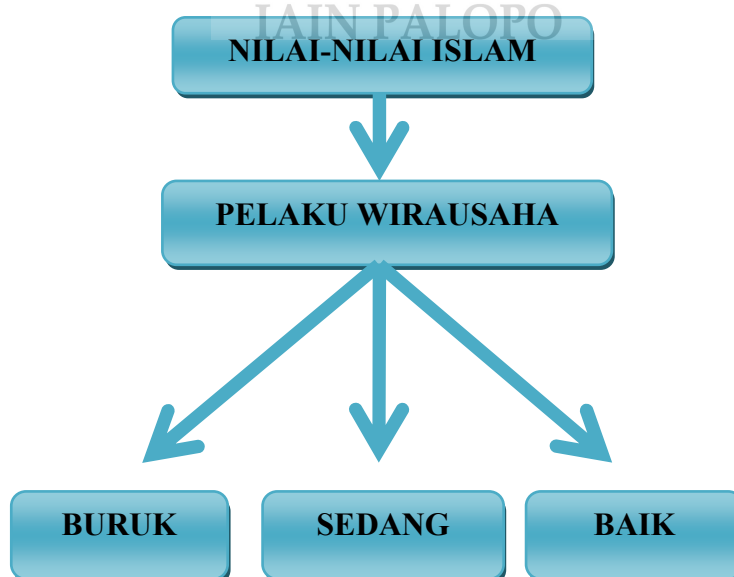 IAIN PALOPO
NILAI-NILAI ISLAM
PELAKU WIRAUSAHA
BURUK
SEDANG
BAIK